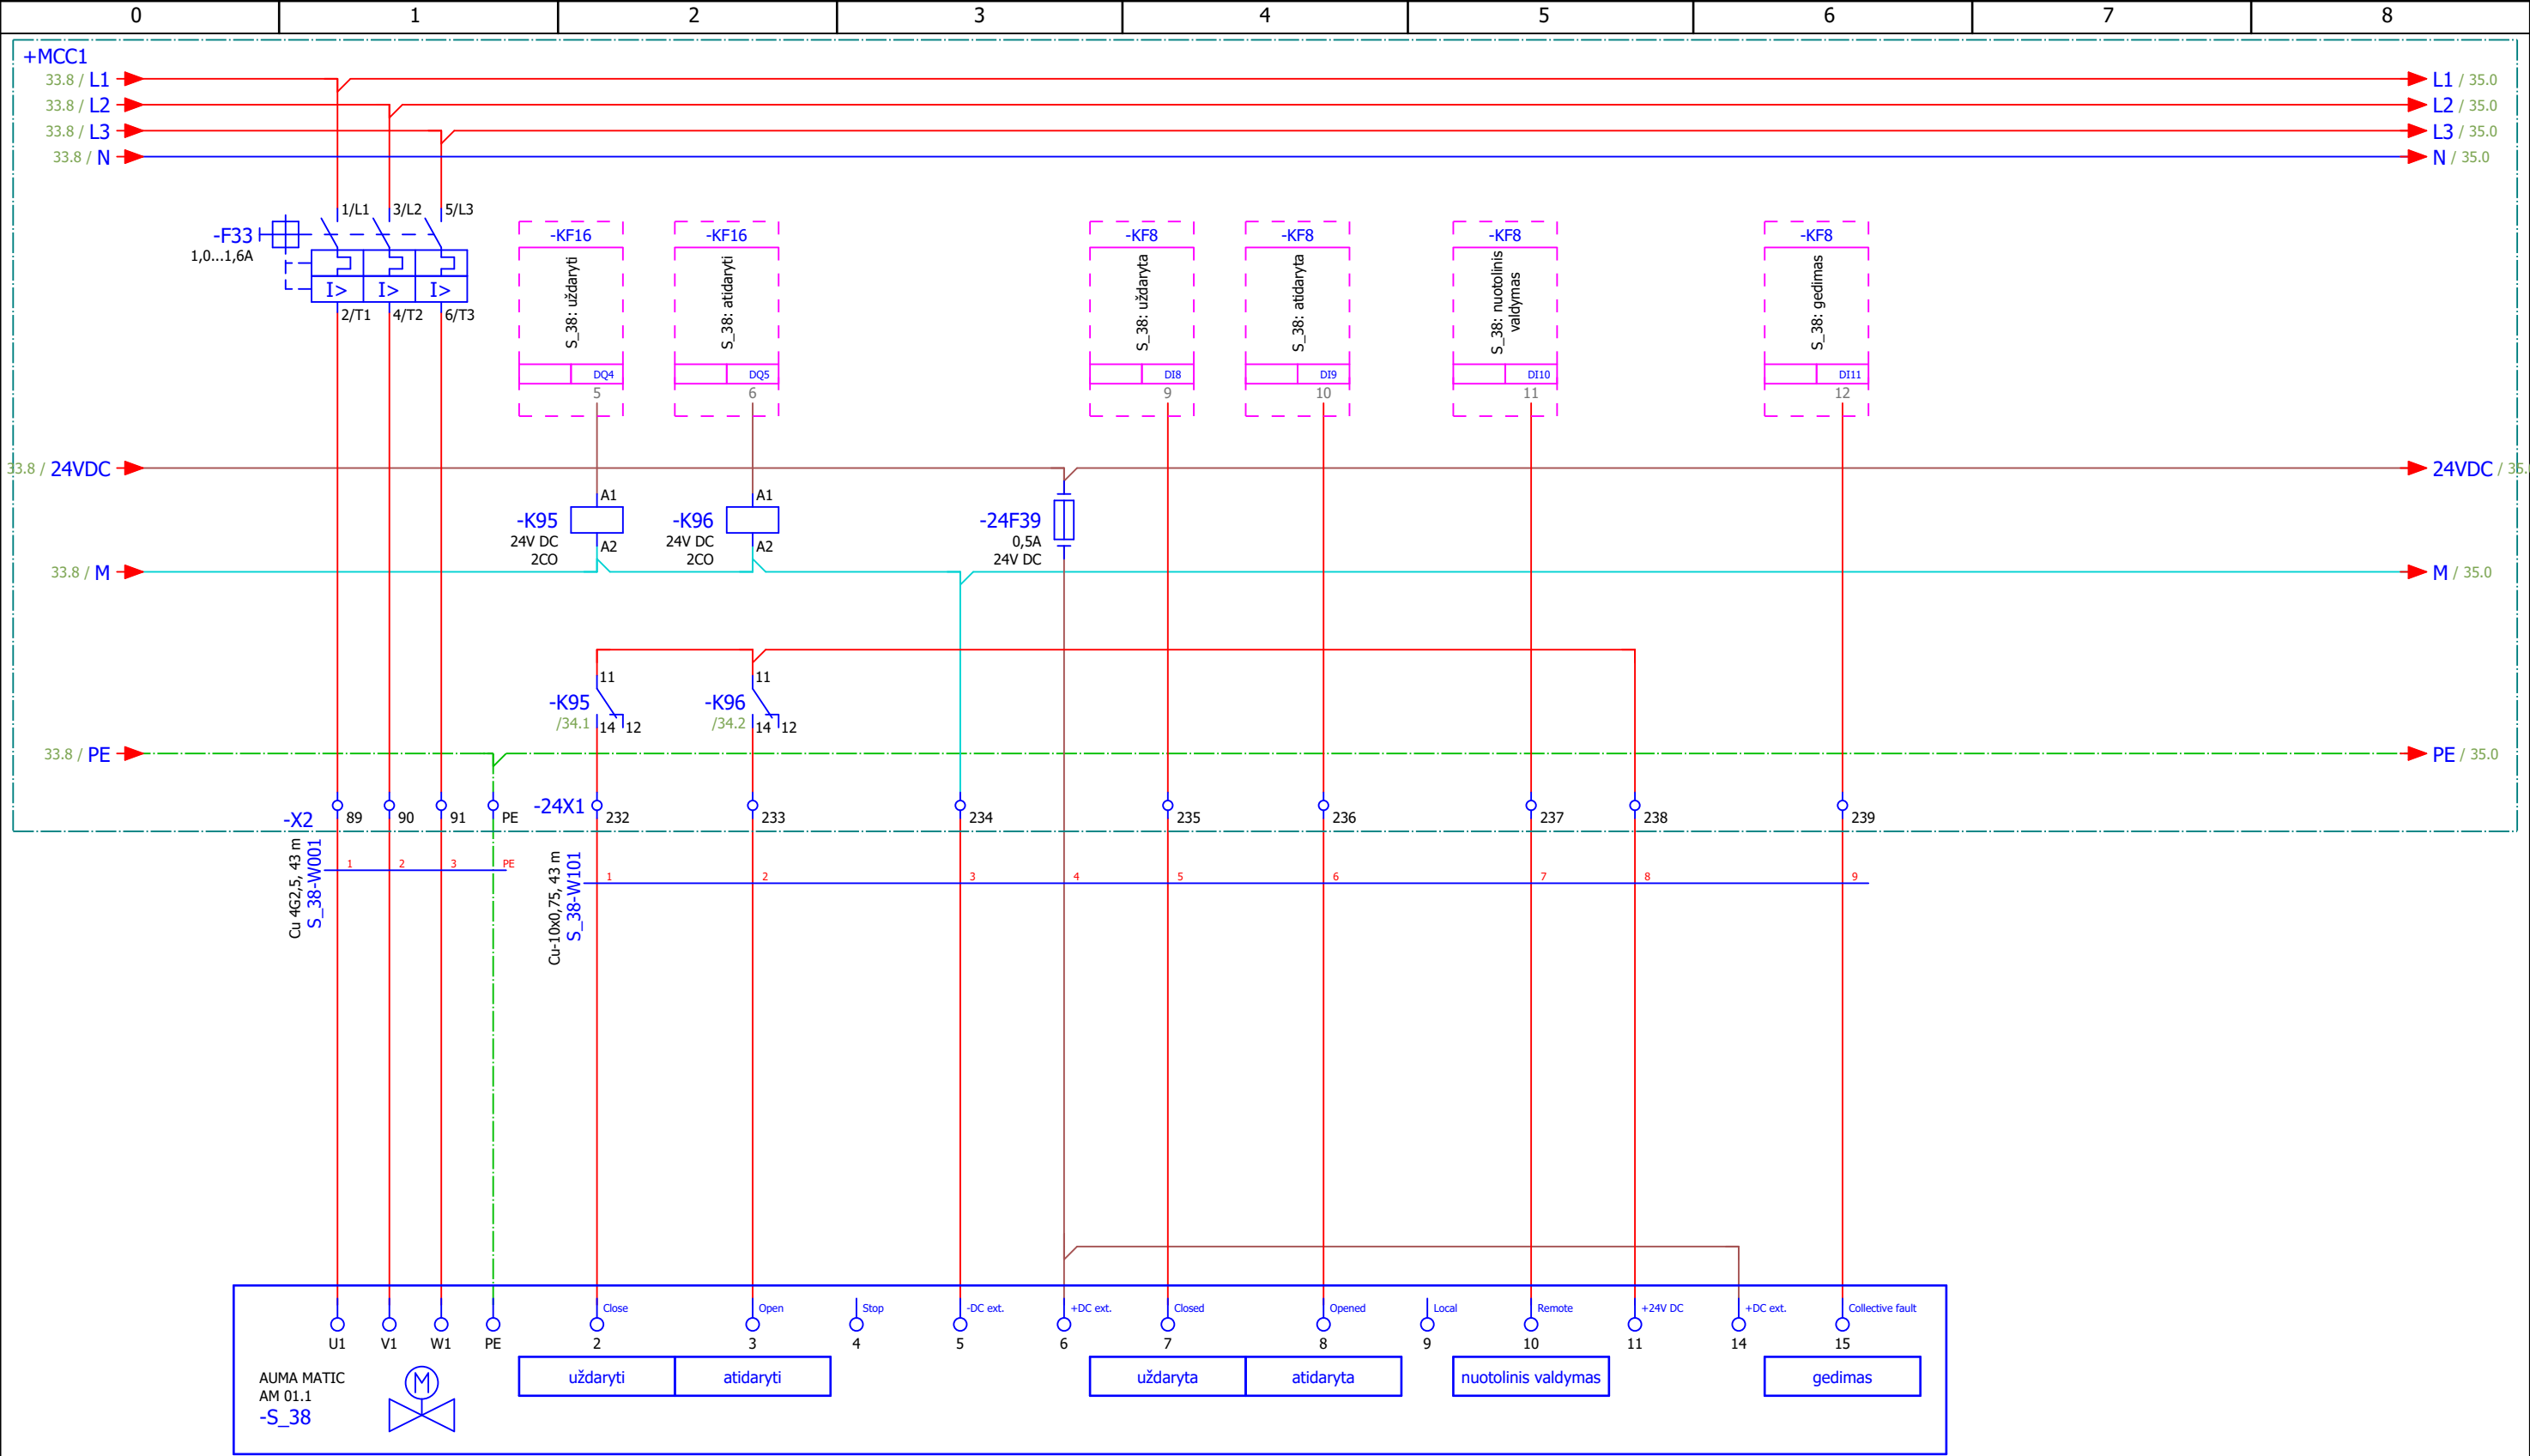 0 1 2 3 4 5 6 7 8
+MCC1
33.8 / L1 L1 / 35.0
33.8 / L2 L2 / 35.0
33.8 / L3 L3 / 35.0
33.8 / N N / 35.0
1/L1 3/L2 5/L3
-F33
1,0...1,6A
I> I> I>
2/T1 4/T2 6/T3
-KF16 -KF16 -KF8 -KF8 -KF8 -KF8
S_38: uždaryti
S_38: atidaryti
S_38: uždaryta
S_38: atidaryta
S_38: nuotolinis
valdymas
S_38: gedimas
DQ4 DQ5 DI8 DI9 DI10 DI11
5 6 9 10 11 12
33.8 / 24VDC 24VDC / 35.
A1 A1
-K95 -K96 -24F39
24V DC 24V DC 0,5A
A2 A2
2CO 2CO 24V DC
33.8 / M M / 35.0
11 11
-K95 -K96
/34.1 14 12 /34.2 14 12
33.8 / PE PE / 35.0
-X2 89 90 91 PE -24X1 232 233 234 235 236 237 238 239
Cu 4G2,5, 43 m
S_38-W001
1 2 3 PE
Cu-10x0,75, 43 m
S_38-W101
1 2 3 4 5 6 7 8 9
Close Open Stop -DC ext. +DC ext. Closed Opened Local Remote +24V DC +DC ext. Collective fault
U1 V1 W1 PE 2 3 4 5 6 7 8 9 10 11 14 15
AUMA MATIC
AM 01.1
-S_38
M
uždaryti atidaryti uždaryta atidaryta nuotolinis valdymas gedimas